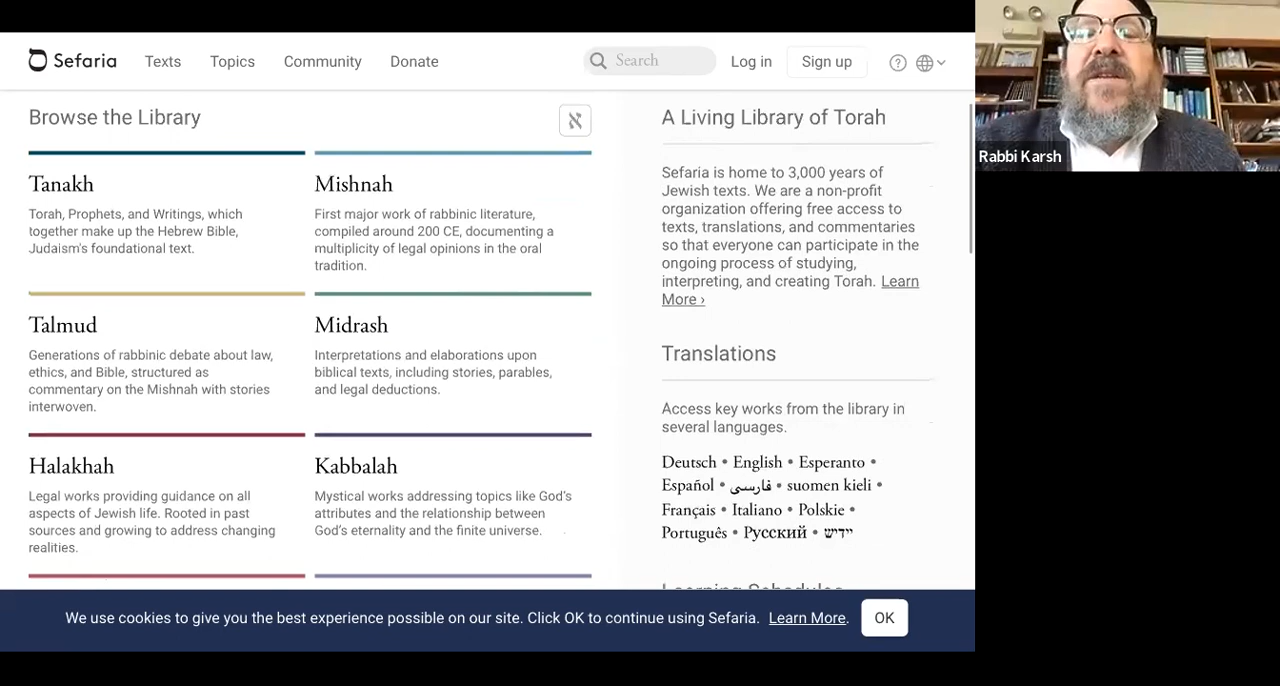 Sefaria
Texts
Topics
Community
Donate
Search
Log in
Sign up
Browse the Library
א
Tanakh
Torah, Prophets, and Writings, which
together make up the Hebrew Bible,
Judaism's foundational text.
Mishnah
First major work of rabbinic literature,
compiled around 200 CE, documenting a
multiplicity of legal opinions in the oral
tradition.
Talmud
Generations of rabbinic debate about law,
ethics, and Bible, structured as
commentary on the Mishnah with stories
interwoven.
Midrash
Interpretations and elaborations upon
biblical texts, including stories, parables,
and legal deductions.
Halakhah
Legal works providing guidance on all
aspects of Jewish life. Rooted in past
sources and growing to address changing
realities.
Kabbalah
Mystical works addressing topics like God's
attributes and the relationship between
God's eternality and the finite universe.
A Living Library of Torah
Sefaria is home to 3,000 years of
Jewish texts. We are a non-profit
organization offering free access to
texts, translations, and commentaries
so that everyone can participate in the
ongoing process of studying,
interpreting, and creating Torah. Learn
More ›
Translations
Access key works from the library in
several languages.
Deutsch • English • Esperanto •
Español • فارسی • suomen kieli •
Français • Italiano • Polskie •
Português • Русский • יידיש
Learning Schedules
We use cookies to give you the best experience possible on our site. Click OK to continue using Sefaria. Learn More.
OK
Rabbi Karsh